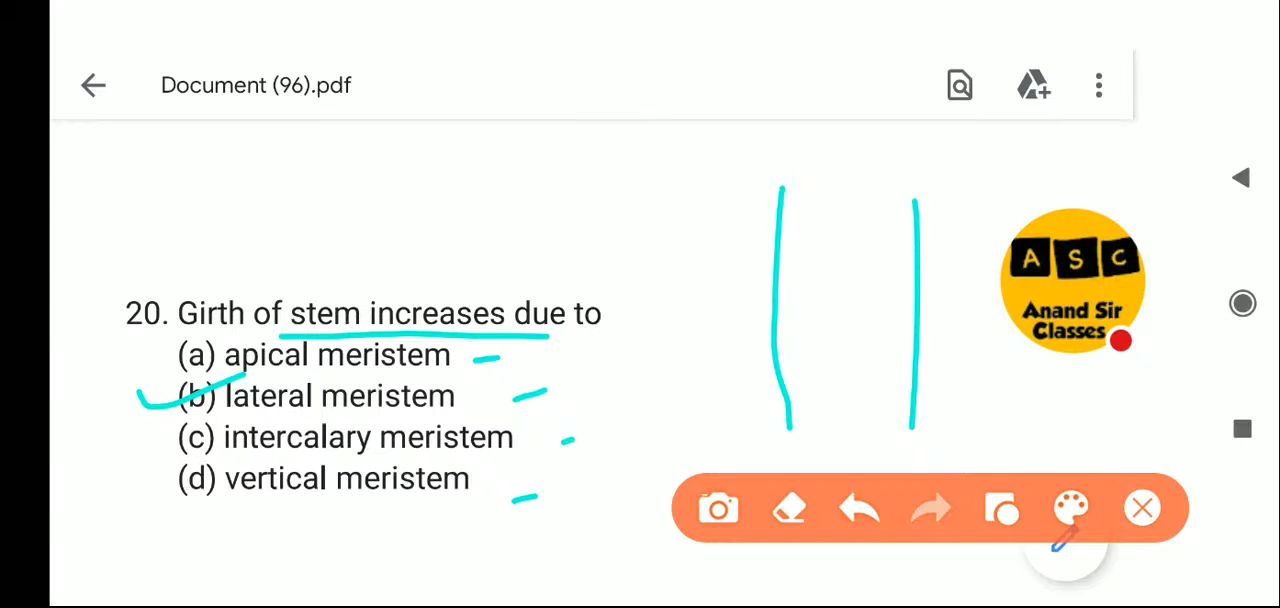 Document (96).pdf
A S C
Anand Sir
Classes
20. Girth of stem increases due to
(a) apical meristem
(b) lateral meristem
(c) intercalary meristem
(d) vertical meristem